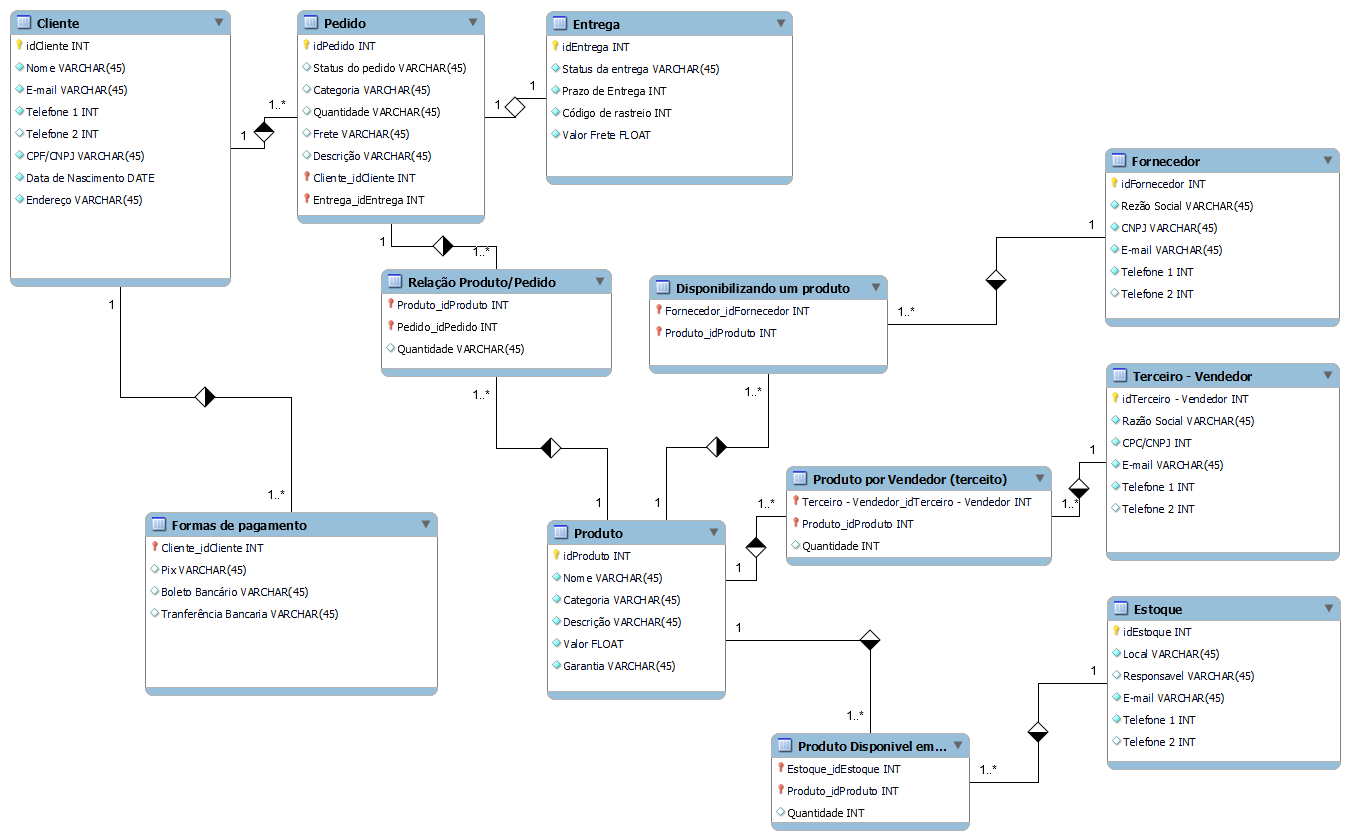 Cliente
idCliente INT
Nome VARCHAR(45)
E-mail VARCHAR(45)
Telefone 1 INT
Telefone 2 INT
CPF/CNPJ VARCHAR(45)
Data de Nascimento DATE
Endereço VARCHAR(45)
1
1..*
Pedido
idPedido INT
Status do pedido VARCHAR(45)
Categoria VARCHAR(45)
Quantidade VARCHAR(45)
Frete VARCHAR(45)
Descrição VARCHAR(45)
Cliente_idCliente INT
Entrega_idEntrega INT
1
1
Entrega
idEntrega INT
Status da entrega VARCHAR(45)
Prazo de Entrega INT
Código de rastreio INT
Valor Frete FLOAT
1
1..*
Relação Produto/Pedido
Produto_idProduto INT
Pedido_idPedido INT
Quantidade VARCHAR(45)
1..*
1
Disponibilizando um produto
Fornecedor_idFornecedor INT
Produto_idProduto INT
1..*
1
1..*
1
Fornecedor
idFornecedor INT
Rezão Social VARCHAR(45)
CNPJ VARCHAR(45)
E-mail VARCHAR(45)
Telefone 1 INT
Telefone 2 INT
Terceiro - Vendedor
idTerceiro - Vendedor INT
Razão Social VARCHAR(45)
CPC/CNPJ INT
E-mail VARCHAR(45)
Telefone 1 INT
Telefone 2 INT
1
1..*
Produto por Vendedor (terceito)
Terceiro - Vendedor_idTerceiro - Vendedor INT
Produto_idProduto INT
Quantidade INT
1..*
1
1
1..*
Formas de pagamento
Cliente_idCliente INT
Pix VARCHAR(45)
Boleto Bancário VARCHAR(45)
Tranferência Bancaria VARCHAR(45)
Produto
idProduto INT
Nome VARCHAR(45)
Categoria VARCHAR(45)
Descrição VARCHAR(45)
Valor FLOAT
Garantia VARCHAR(45)
1
1..*
Produto Disponivel em...
Estoque_idEstoque INT
Produto_idProduto INT
Quantidade INT
1..*
1
Estoque
idEstoque INT
Local VARCHAR(45)
Responsavel VARCHAR(45)
E-mail VARCHAR(45)
Telefone 1 INT
Telefone 2 INT